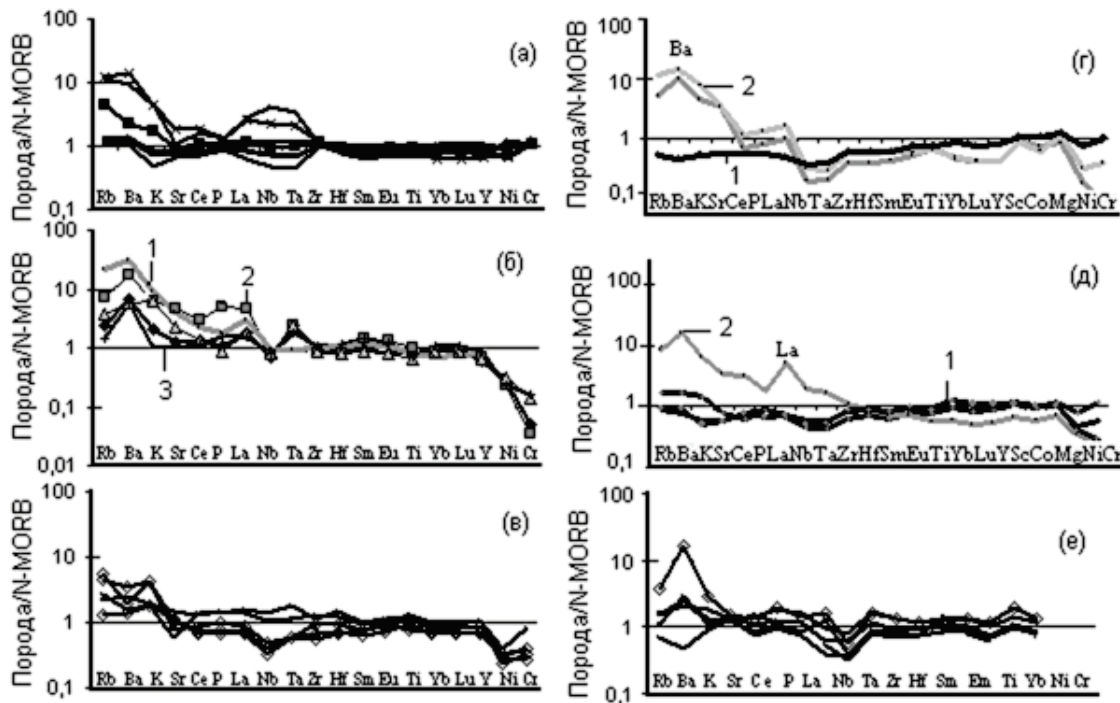 Порода/N-MORB
100
10
1
0,1
(а)
Rb Ba K Sr Ce P La Nb Ta Zr Hf Sm Eu Ti Yb Lu Y Ni Cr
Порода/N-MORB
100
10
1
0,1
0,01
1
2
3
(б)
Rb Ba K Sr Ce P La Nb Ta Zr Hf Sm Eu Ti Yb Lu Y Ni Cr
Порода/N-MORB
100
10
1
0,1
(в)
Rb Ba K Sr Ce P La Nb Ta Zr Hf Sm Eu Ti Yb Lu Y Ni Cr
Порода/N-MORB
100
10
1
0,1
Ba
2
1
(г)
RbBaKSrCePLaNbTaZrHfSmEuTiYbLuYScCoMgNiCr
Порода/N-MORB
100
10
1
0,1
2
La
1
(д)
RbBaKSrCePLaNbTaZrHfSmEuTiYbLuYScCoMgNiCr
Порода/N-MORB
100
10
1
0,1
(е)
Rb Ba K Sr Ce P La Nb Ta Zr Hf Sm Em Ti Yb Ni Cr